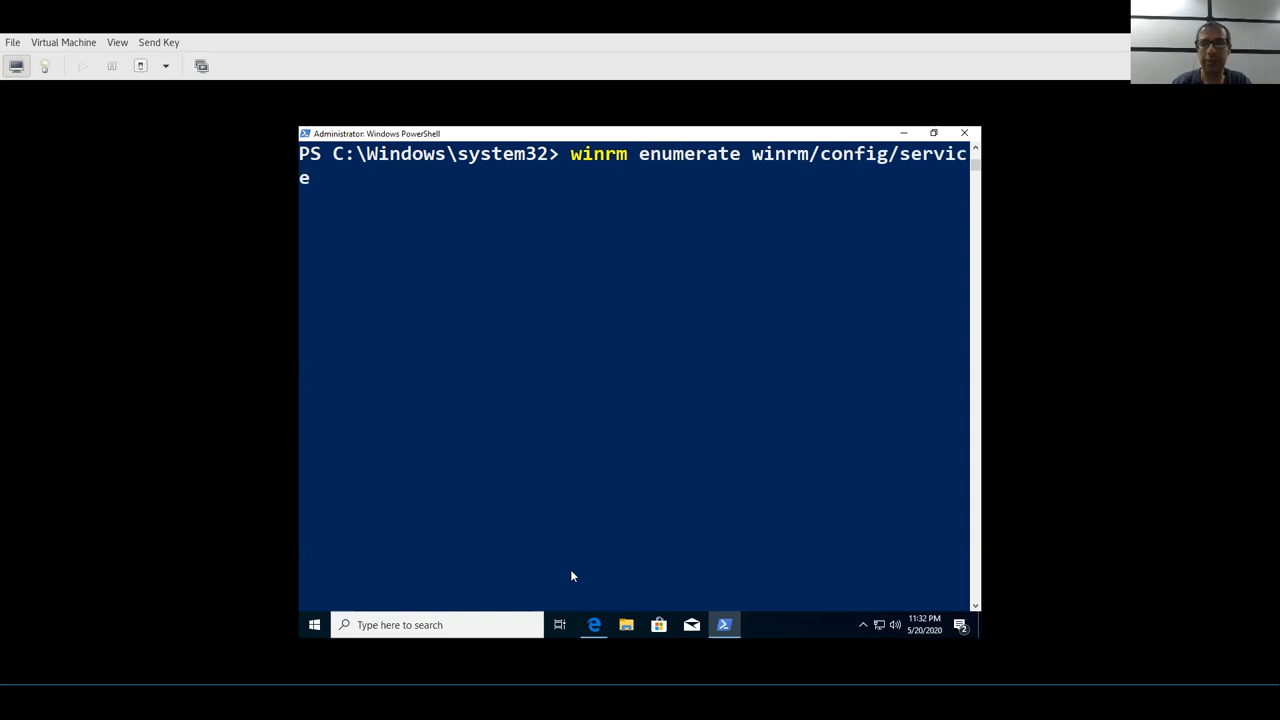 File Virtual Machine View Send Key
Administrator: Windows PowerShell
PS C:\Windows\system32> winrm enumerate winrm/config/servic
e
Type here to search
11:32 PM
5/20/2020
2